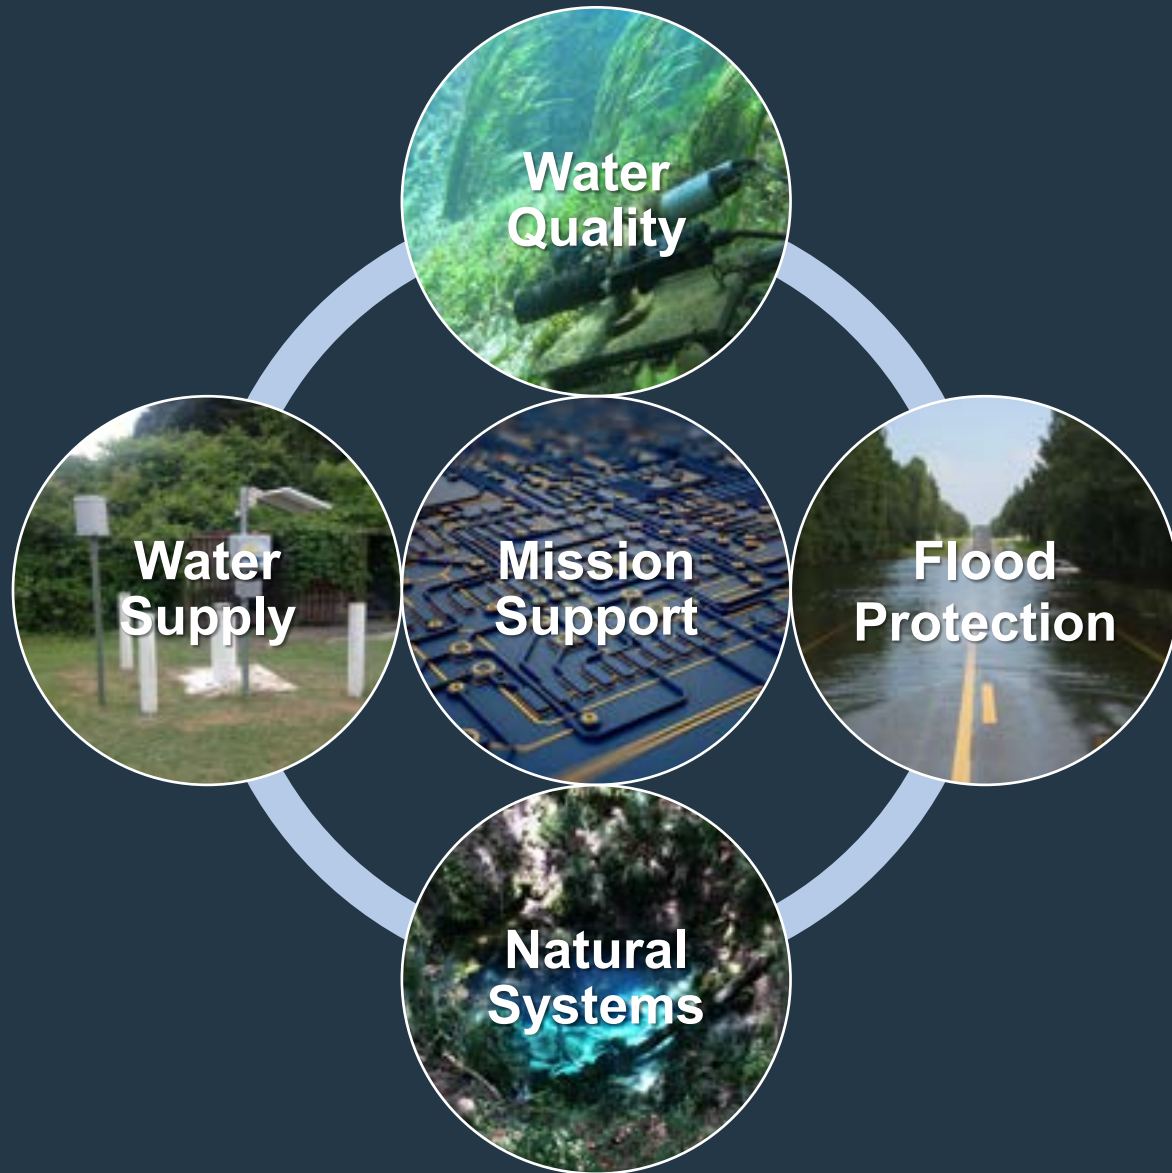 Water
Quality
Water
Supply
Mission
Support
Flood
Protection
Natural
Systems